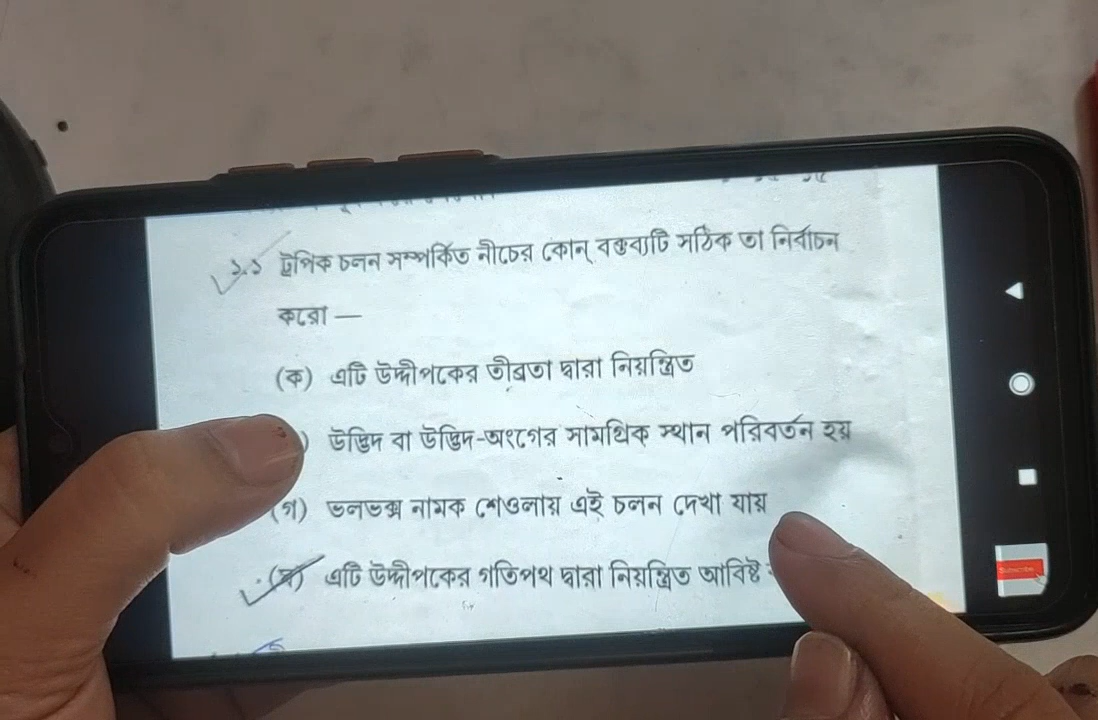 ১.১ ট্রপিক চলন সম্পর্কিত নীচের কোন্ বক্তব্যটি সঠিক তা নির্বাচন
করো —
(ক) এটি উদ্দীপকের তীব্রতা দ্বারা নিয়ন্ত্রিত
) উদ্ভিদ বা উদ্ভিদ-অংগের সামগ্রিক স্থান পরিবর্তন হয়
(গ) ভলভক্স নামক শেওলায় এই চলন দেখা যায়
(ঘ) এটি উদ্দীপকের গতিপথ দ্বারা নিয়ন্ত্রিত আবিষ্ট